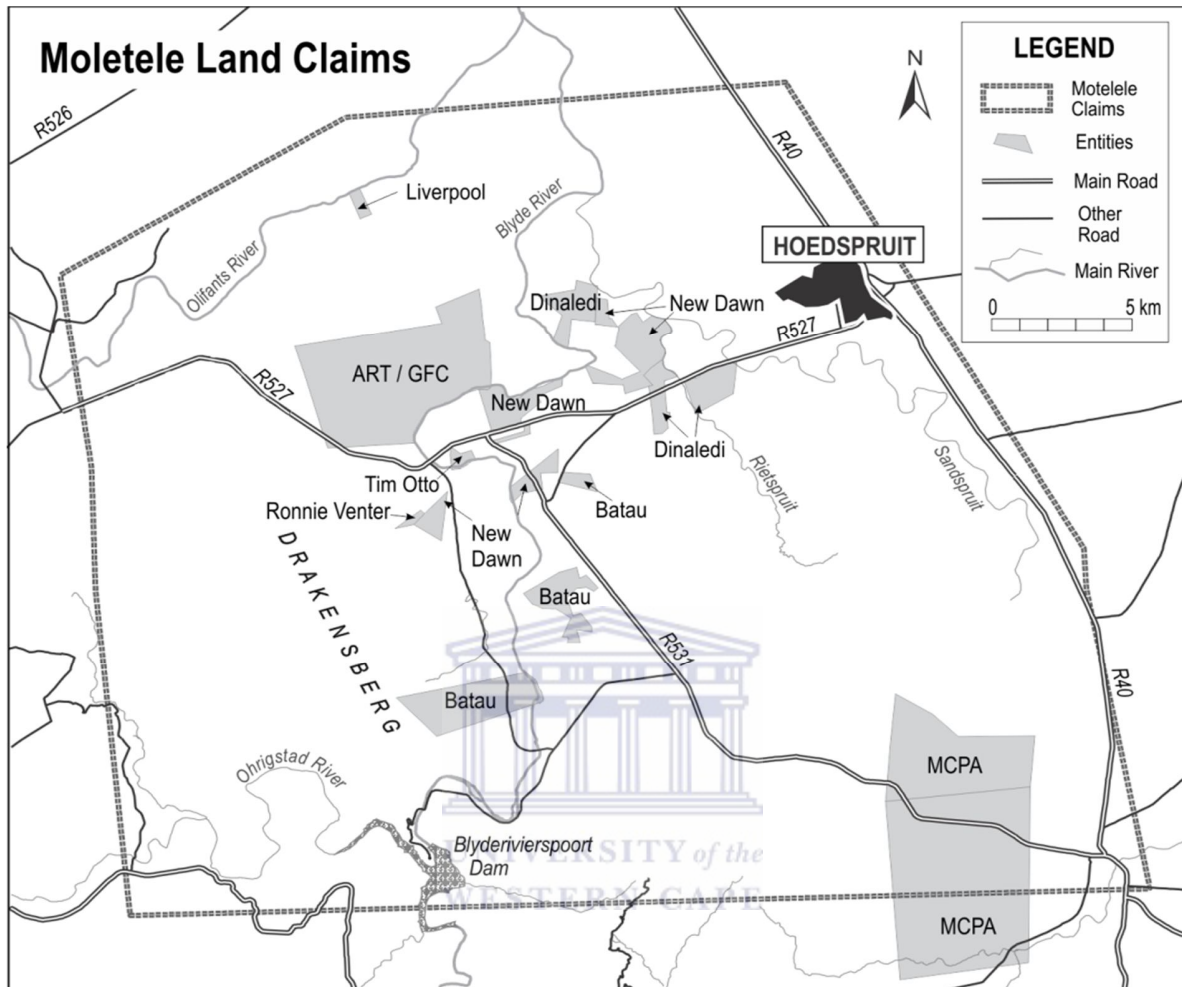 Moletele Land Claims
N
LEGEND
Motelele
Claims
Entities
Main Road
Other
Road
Main River
0 5 km
R526
R40
Liverpool
Blyde River
Olifants River
HOEDSPRUIT
Dinaledi
New Dawn
R527
ART / GFC
R527
New Dawn
Dinaledi
Tim Otto
Batau
Rietspruit
Sandspruit
Ronnie Venter
New
Dawn
DRAKENSBERG
Batau
R531
R40
Batau
MCPA
Ohrigstad River
Blyderivierspoort
Dam
UNIVERSITY of the
WESTERN CAPE
MCPA